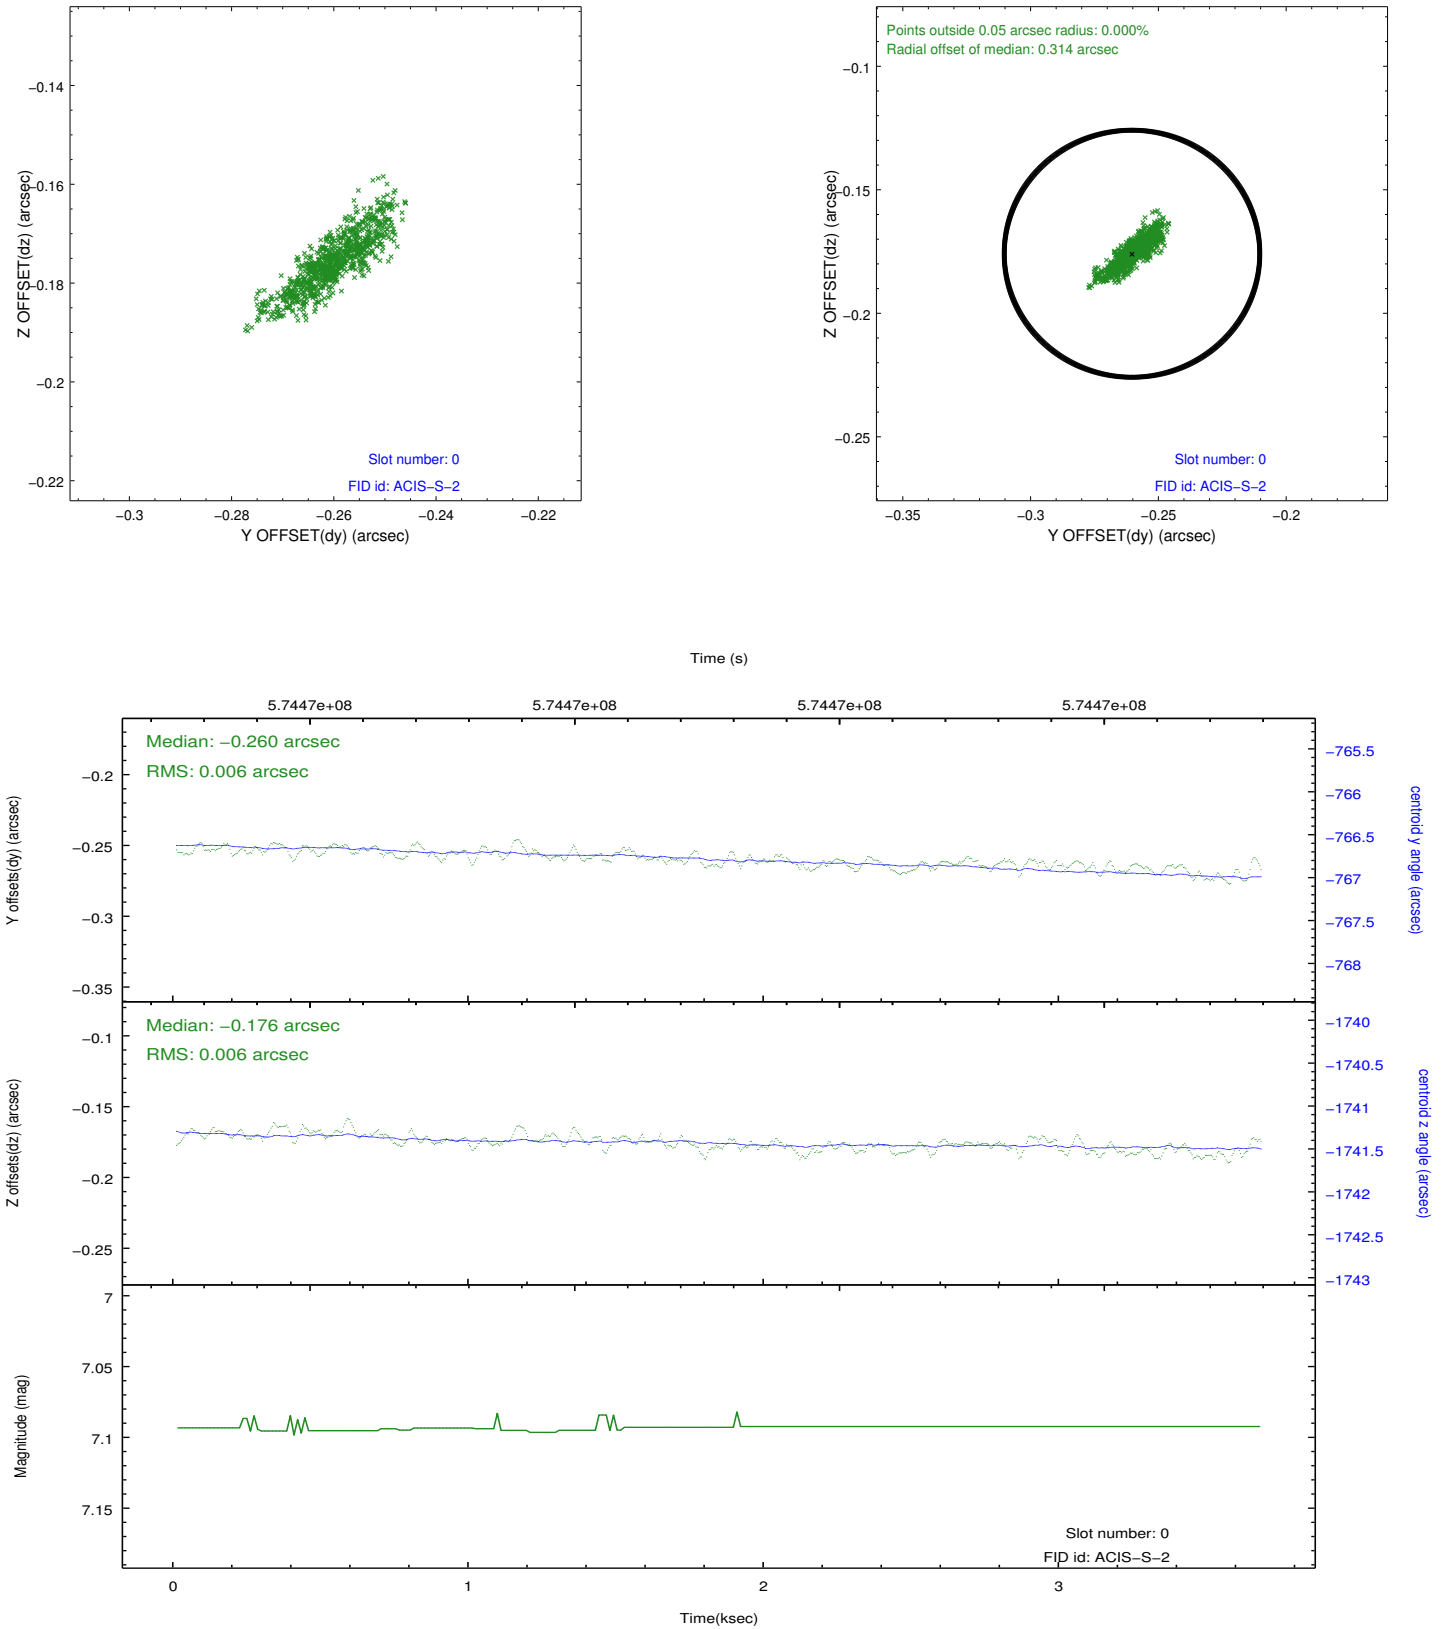 −0.14
−0.16
−0.18
−0.2
−0.22
Z OFFSET(dz) (arcsec)
Slot number: 0
FID id: ACIS−S−2
−0.3
−0.28
−0.26
−0.24
−0.22
Y OFFSET(dy) (arcsec)
Points outside 0.05 arcsec radius: 0.000%
Radial offset of median: 0.314 arcsec
−0.1
−0.15
−0.2
−0.25
Z OFFSET(dz) (arcsec)
Slot number: 0
FID id: ACIS−S−2
−0.35
−0.3
−0.25
−0.2
Y OFFSET(dy) (arcsec)
Time (s)
5.7447e+08
5.7447e+08
5.7447e+08
5.7447e+08
Median: −0.260 arcsec
RMS: 0.006 arcsec
−0.2
−0.25
−0.3
−0.35
Y offsets(dy) (arcsec)
−765.5
−766
−766.5
−767
−767.5
−768
centroid y angle (arcsec)
Median: −0.176 arcsec
RMS: 0.006 arcsec
−0.1
−0.15
−0.2
−0.25
Z offsets(dz) (arcsec)
−1740
−1740.5
−1741
−1741.5
−1742
−1742.5
−1743
centroid z angle (arcsec)
7
7.05
7.1
7.15
Magnitude (mag)
Slot number: 0
FID id: ACIS−S−2
0
1
2
3
Time(ksec)